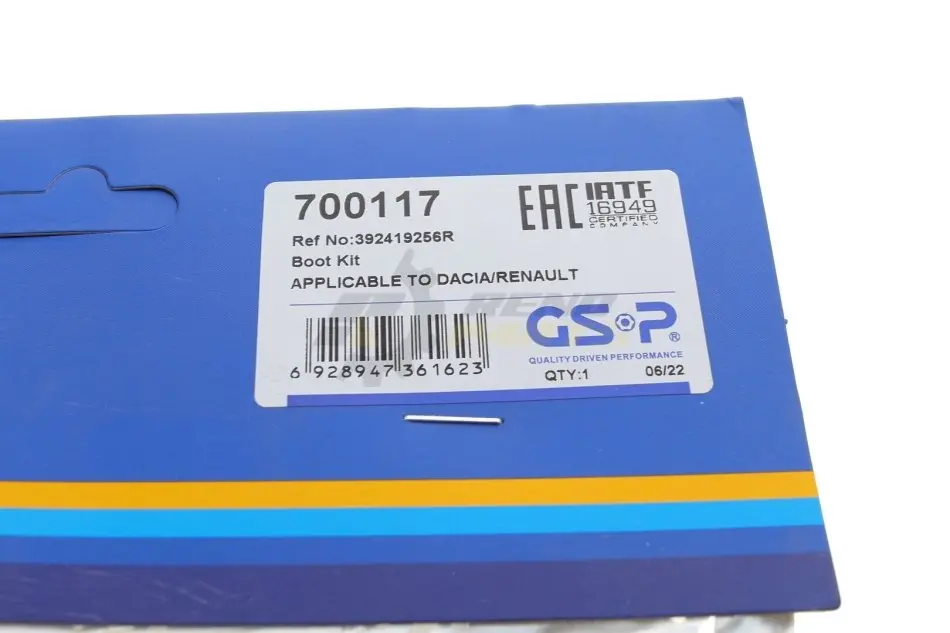 700117
EAC
IATF
16949
CERTIFIED
COMPANY
Ref No:392419256R
Boot Kit
APPLICABLE TO DACIA/RENAULT
RENO
GSP®
QUALITY DRIVEN PERFORMANCE
6 928947 361623
QTY:1 06/22